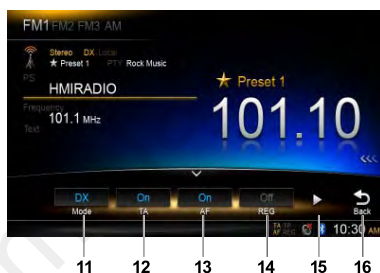 FM1 FM2 FM3 AM
Stereo DX Local
★ Preset 1 PTY Rock Music
PS
HMIRADIO
Frequency
101.1 MHz
Text
★ Preset 1
101.10
DX On On Off
Mode TA AF REG Back
TA TP
AF REG 10:30 AM
11 12 13 14 15 16